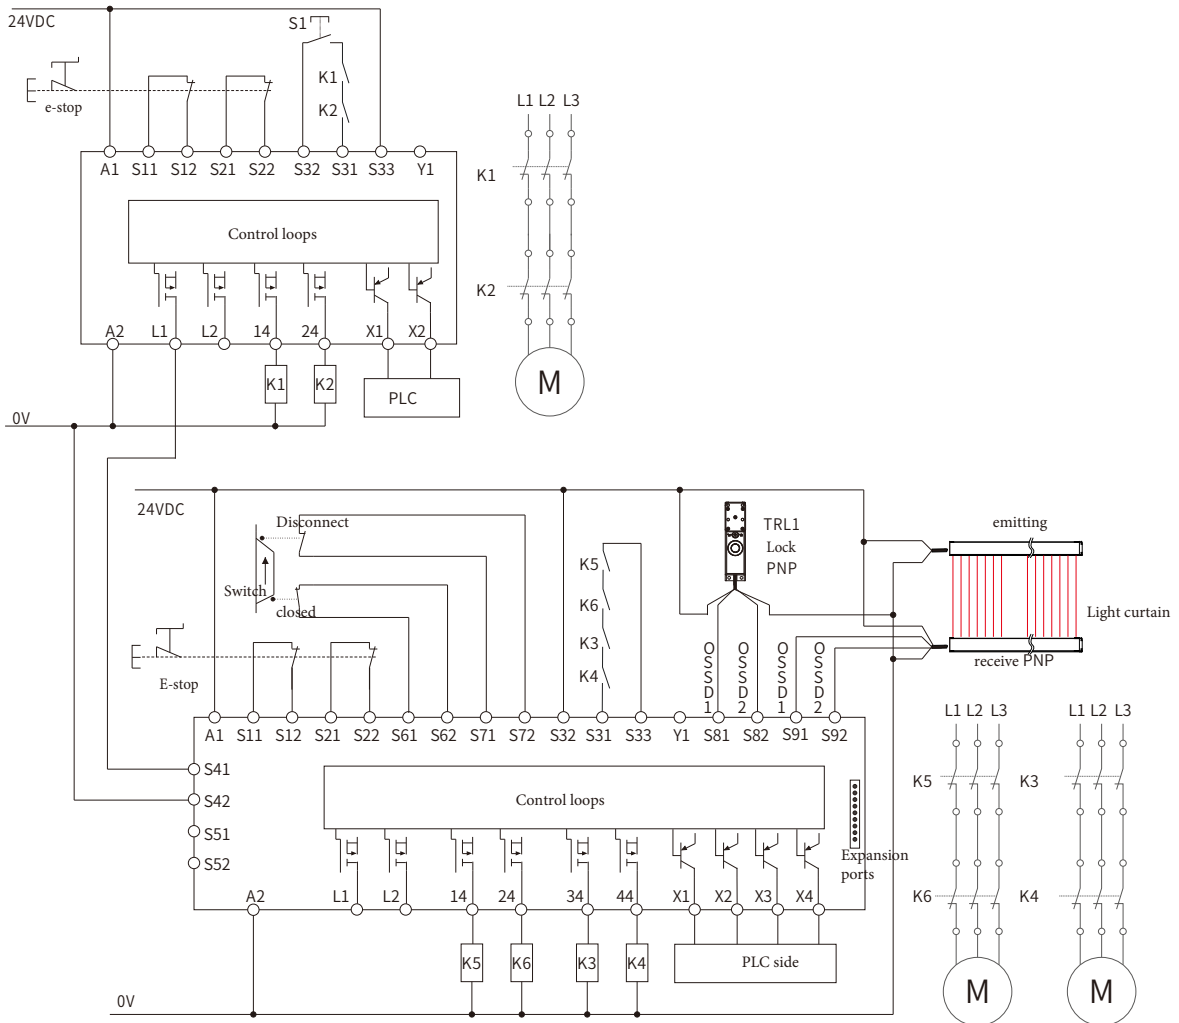 24VDC
S1
K1
K2
e-stop
A1 S11 S12 S21 S22 S32 S31 S33 Y1
Control loops
A2 L1 L2 14 24 X1 X2
K1 K2
PLC
0V
L1 L2 L3
K1
K2
M
24VDC
Disconnect
Switch
closed
E-stop
K5
K6
K3
K4
TRL1
Lock
PNP
OSSD1
OSSD2
OSSD1
OSSD2
emitting
Light curtain
receive PNP
A1 S11 S12 S21 S22 S61 S62 S71 S72 S32 S31 S33 Y1 S81 S82 S91 S92
S41
S42
S51
S52
Control loops
Expansion
ports
A2 L1 L2 14 24 34 44 X1 X2 X3 X4
K5 K6 K3 K4
PLC side
0V
L1 L2 L3
K5
K6
M
L1 L2 L3
K3
K4
M